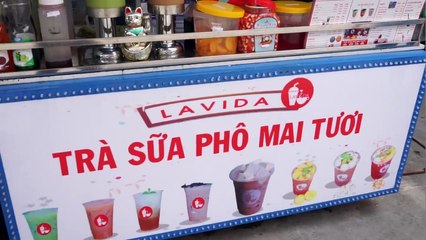 LAVIDA
TRÀ SỮA PHÔ MAI TƯƠI